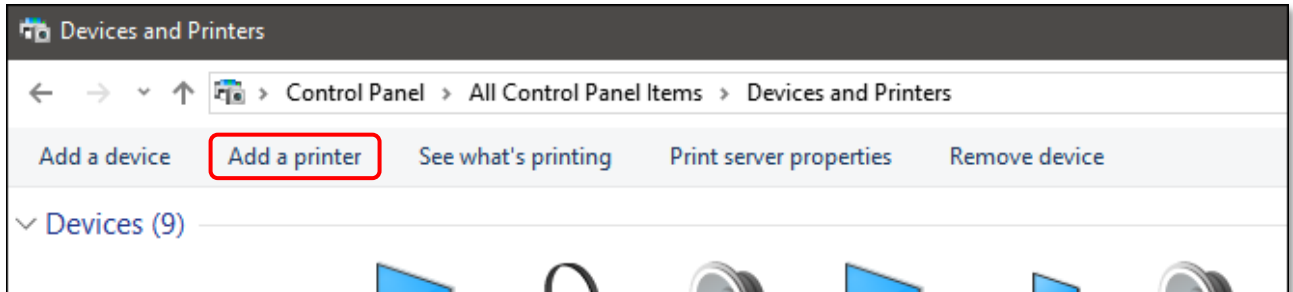 Devices and Printers
Control Panel > All Control Panel Items > Devices and Printers
Add a device Add a printer See what's printing Print server properties Remove device
Devices (9)